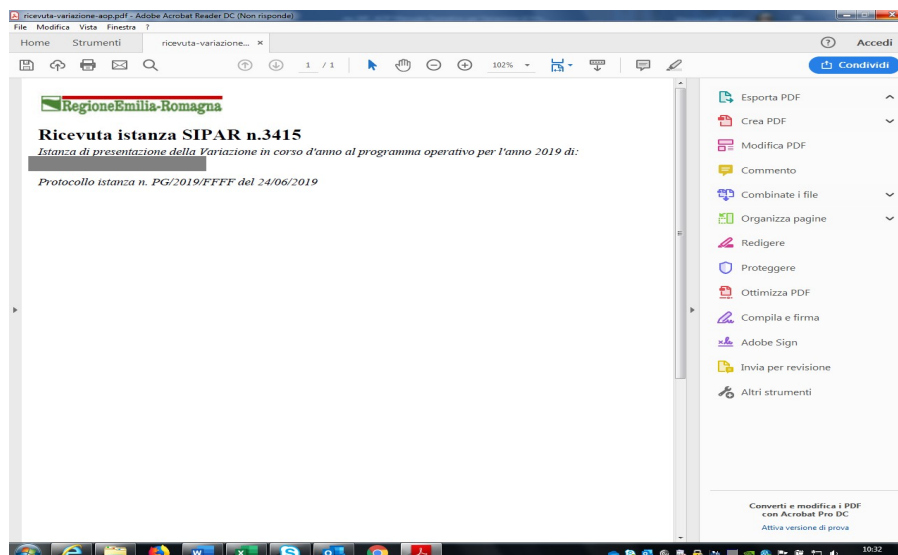 ricevuta-variazione-aop.pdf - Adobe Acrobat Reader DC (Non risponde)
File Modifica Vista Finestra ?
Home Strumenti ricevuta-variazione... × ? Accedi
1 / 1 102% Condividi
RegioneEmilia-Romagna
Ricevuta istanza SIPAR n.3415
Istanza di presentazione della Variazione in corso d'anno al programma operativo per l'anno 2019 di:
Protocollo istanza n. PG/2019/FFFF del 24/06/2019
Esporta PDF
Crea PDF
Modifica PDF
Commento
Combinate i file
Organizza pagine
Redigere
Proteggere
Ottimizza PDF
Compila e firma
Adobe Sign
Invia per revisione
Altri strumenti
Converti e modifica i PDF
con Acrobat Pro DC
Attiva versione di prova
10:32